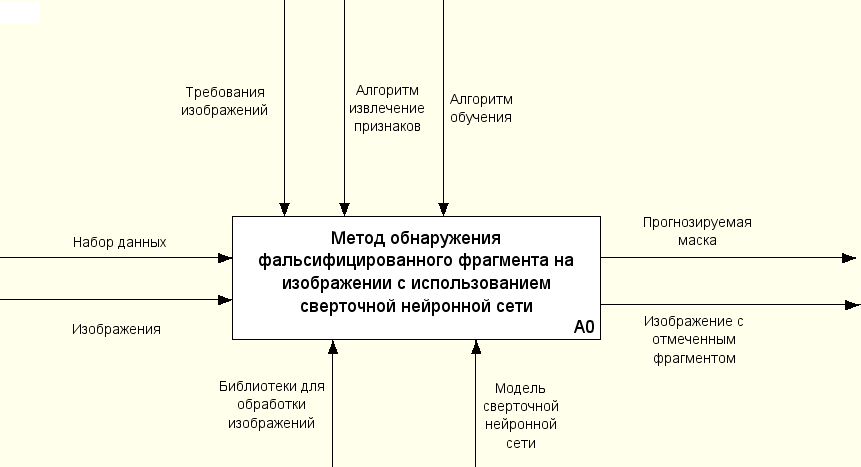 Требования
изображений
Алгоритм
извлечение
признаков
Алгоритм
обучения
Набор данных
Изображения
Метод обнаружения
фальсифицированного фрагмента на
изображении с использованием
сверточной нейронной сети
A0
Прогнозируемая
маска
Изображение с
отмеченным
фрагментом
Библиотеки для
обработки
изображений
Модель
сверточной
нейронной
сети